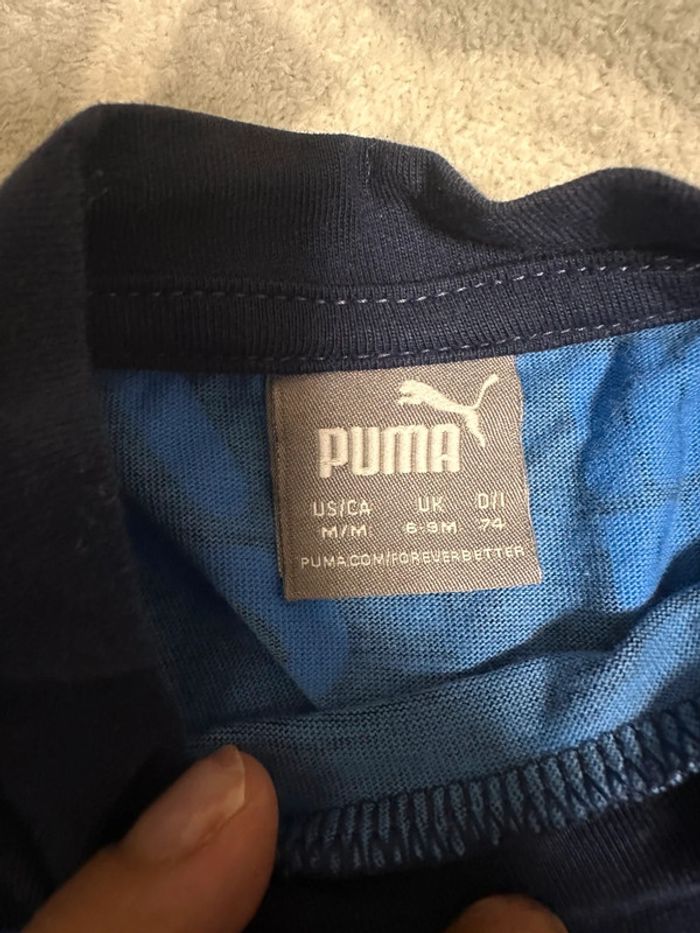 PUMA
US/CA UK D/I
M/M 6-9M 74
PUMA.COM/FOREVERBETTER